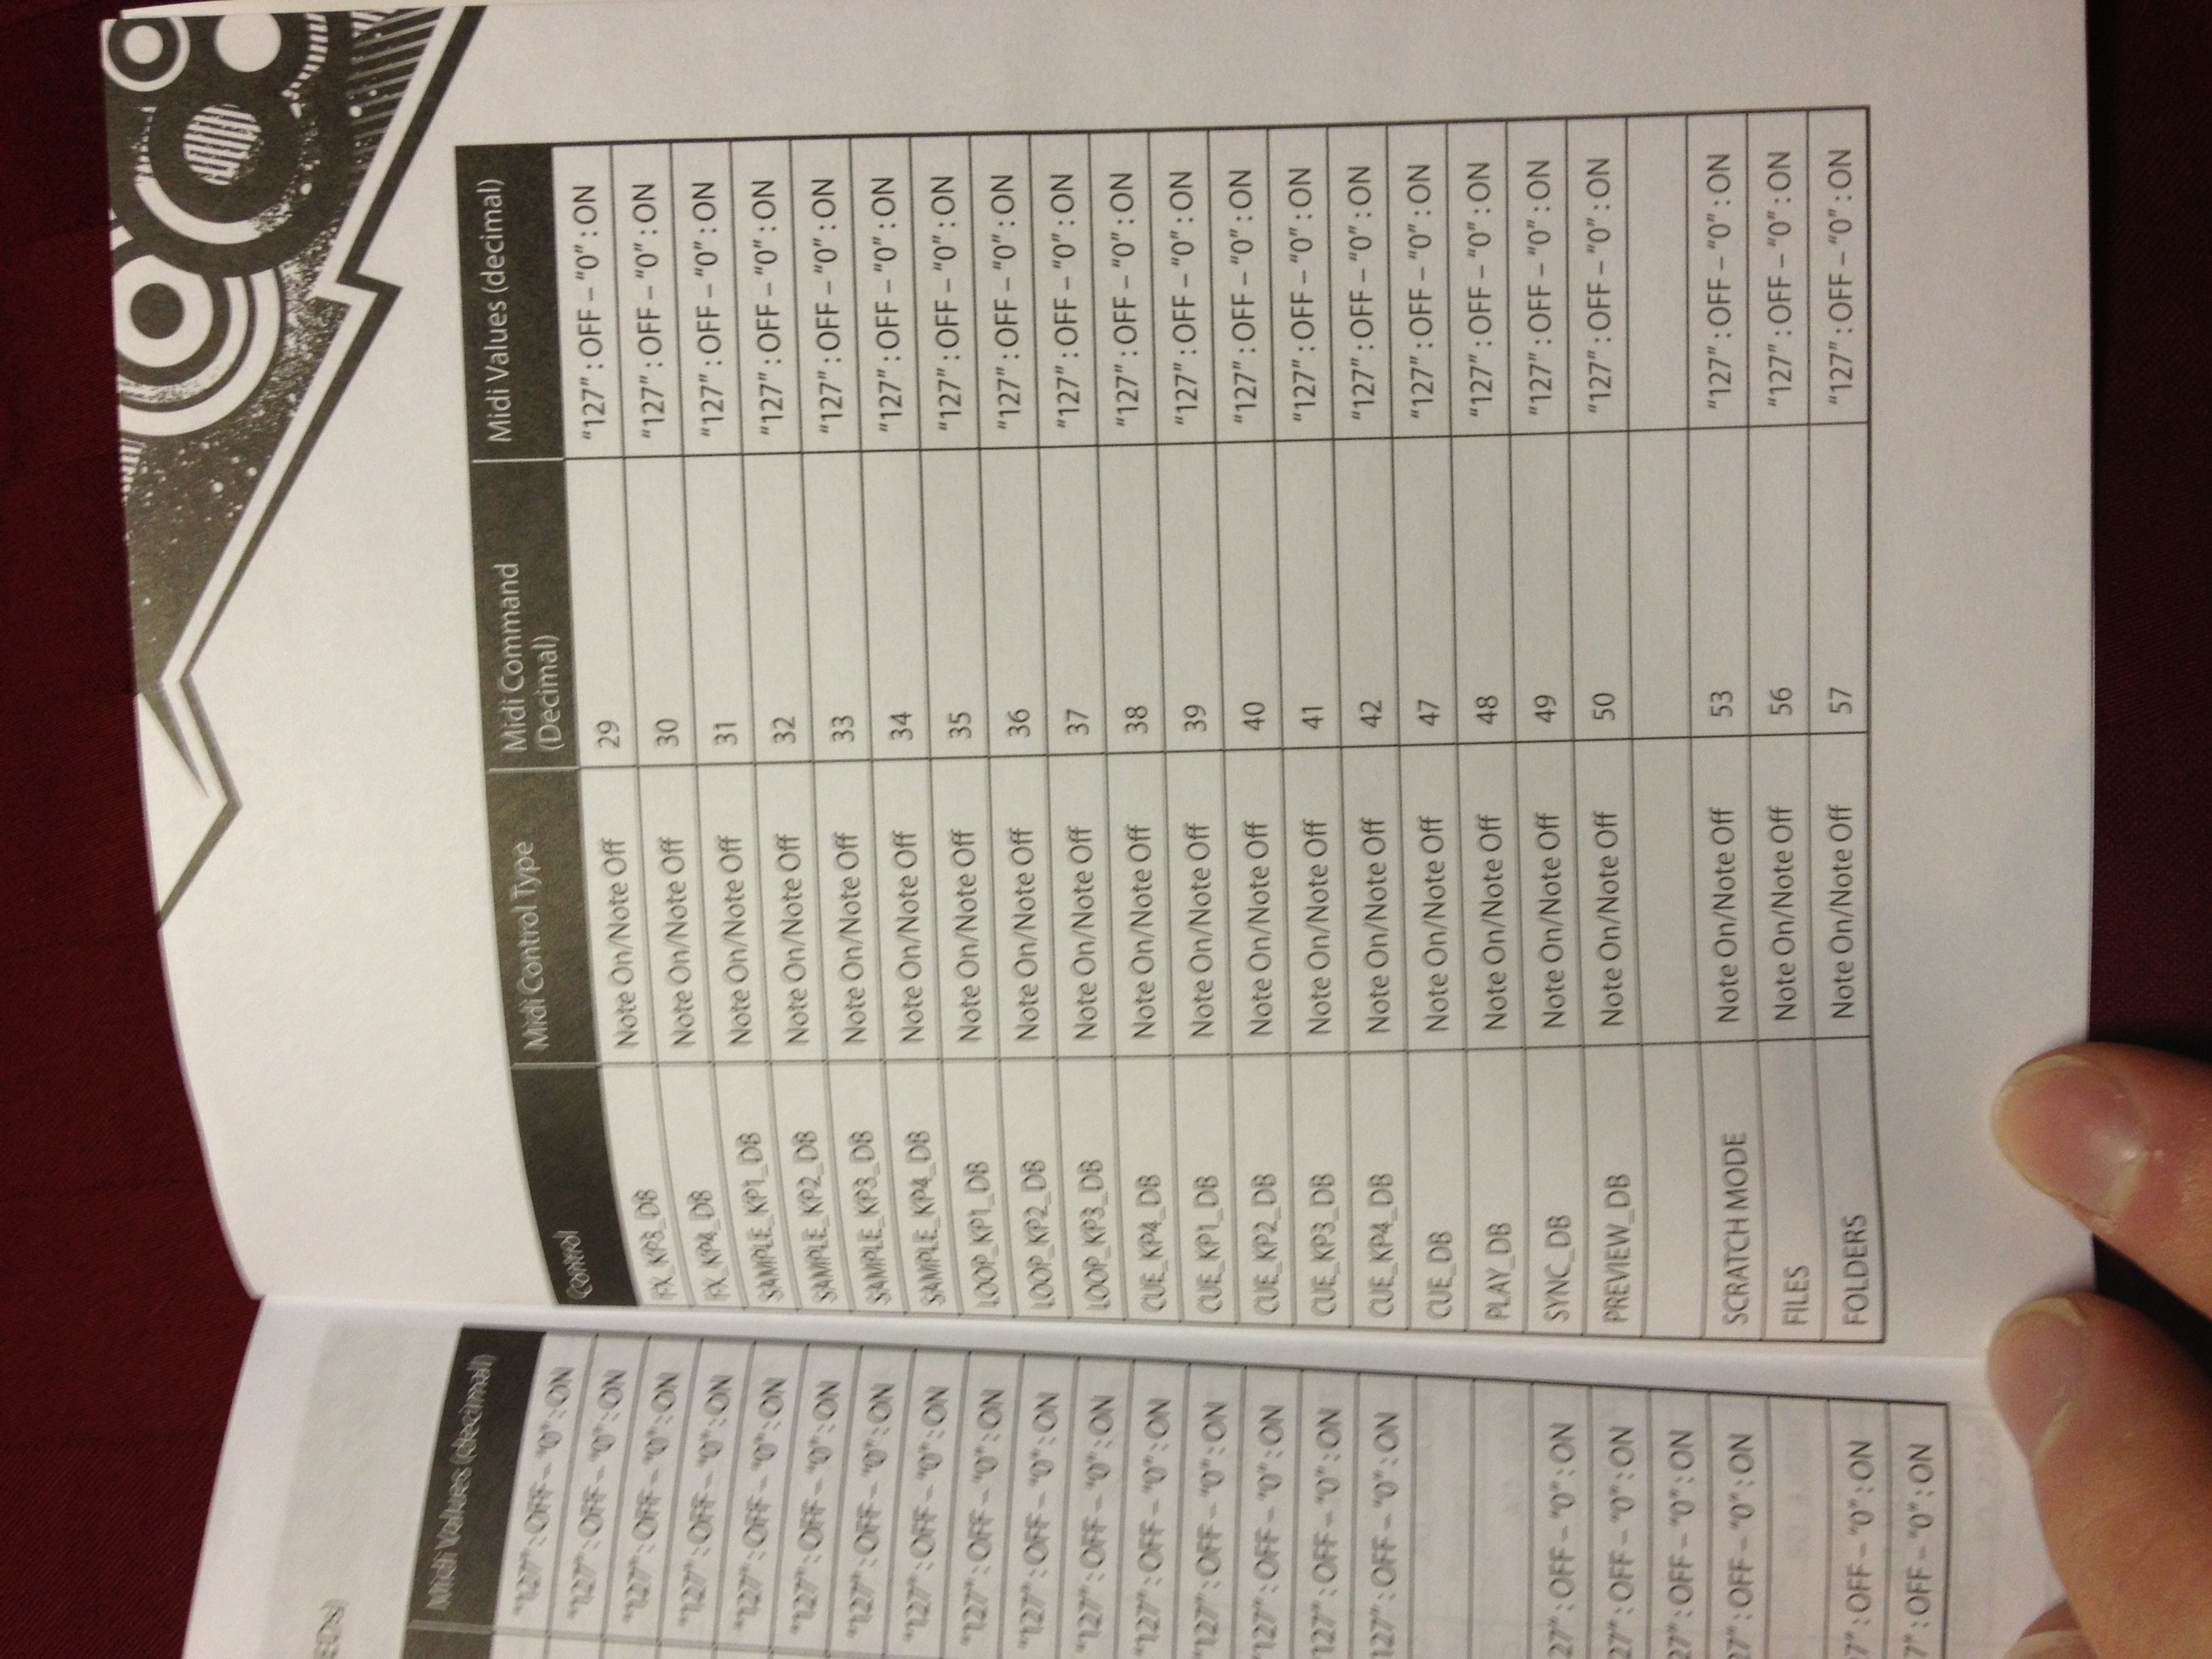 EDS)
Midi Values (decimal)
"127" : OFF – "0" : ON
"127" : OFF – "0" : ON
"127" : OFF – "0" : ON
"127" : OFF – "0" : ON
"127" : OFF – "0" : ON
"127" : OFF – "0" : ON
"127" : OFF – "0" : ON
"127" : OFF – "0" : ON
"127" : OFF – "0" : ON
"127" : OFF – "0" : ON
"127" : OFF – "0" : ON
"127" : OFF – "0" : ON
"127" : OFF – "0" : ON
127" : OFF – "0" : ON
127" : OFF – "0" : ON
127" : OFF – "0" : ON
27" : OFF – "0" : ON
27" : OFF – "0" : ON
27" : OFF – "0" : ON
7" : OFF – "0" : ON
7" : OFF – "0" : ON
7" : OFF – "0" : ON
Control Midi Control Type Midi Command (Decimal) Midi Values (decimal)
FX_KP3_DB Note On/Note Off 29 "127" : OFF – "0" : ON
FX_KP4_DB Note On/Note Off 30 "127" : OFF – "0" : ON
SAMPLE_KP1_DB Note On/Note Off 31 "127" : OFF – "0" : ON
SAMPLE_KP2_DB Note On/Note Off 32 "127" : OFF – "0" : ON
SAMPLE_KP3_DB Note On/Note Off 33 "127" : OFF – "0" : ON
SAMPLE_KP4_DB Note On/Note Off 34 "127" : OFF – "0" : ON
LOOP_KP1_DB Note On/Note Off 35 "127" : OFF – "0" : ON
LOOP_KP2_DB Note On/Note Off 36 "127" : OFF – "0" : ON
LOOP_KP3_DB Note On/Note Off 37 "127" : OFF – "0" : ON
CUE_KP4_DB Note On/Note Off 38 "127" : OFF – "0" : ON
CUE_KP1_DB Note On/Note Off 39 "127" : OFF – "0" : ON
CUE_KP2_DB Note On/Note Off 40 "127" : OFF – "0" : ON
CUE_KP3_DB Note On/Note Off 41 "127" : OFF – "0" : ON
CUE_KP4_DB Note On/Note Off 42 "127" : OFF – "0" : ON
CUE_DB Note On/Note Off 47 "127" : OFF – "0" : ON
PLAY_DB Note On/Note Off 48 "127" : OFF – "0" : ON
SYNC_DB Note On/Note Off 49 "127" : OFF – "0" : ON
PREVIEW_DB Note On/Note Off 50 "127" : OFF – "0" : ON
SCRATCH MODE Note On/Note Off 53 "127" : OFF – "0" : ON
FILES Note On/Note Off 56 "127" : OFF – "0" : ON
FOLDERS Note On/Note Off 57 "127" : OFF – "0" : ON